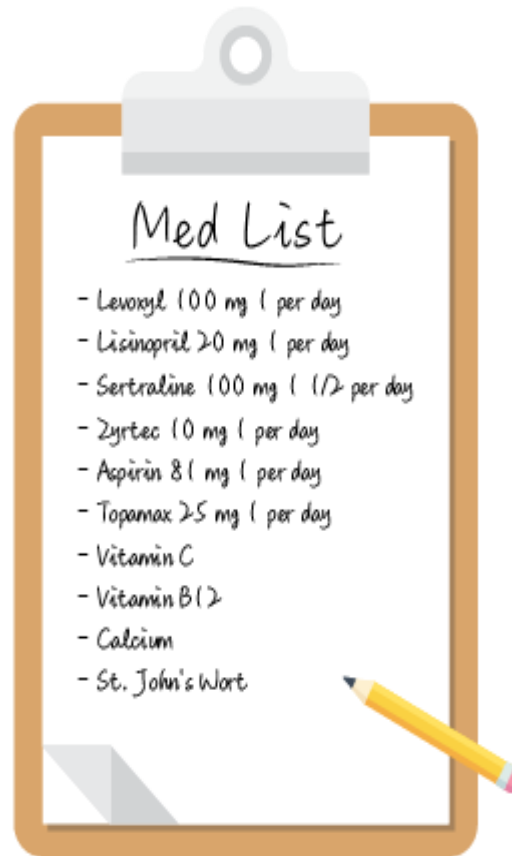 Med List
- Levoxyl 100 mg 1 per day
- Lisinopril 20 mg 1 per day
- Sertraline 100 mg 1 1/2 per day
- Zyrtec 10 mg 1 per day
- Aspirin 81 mg 1 per day
- Topamax 25 mg 1 per day
- Vitamin C
- Vitamin B12
- Calcium
- St. John's Wort